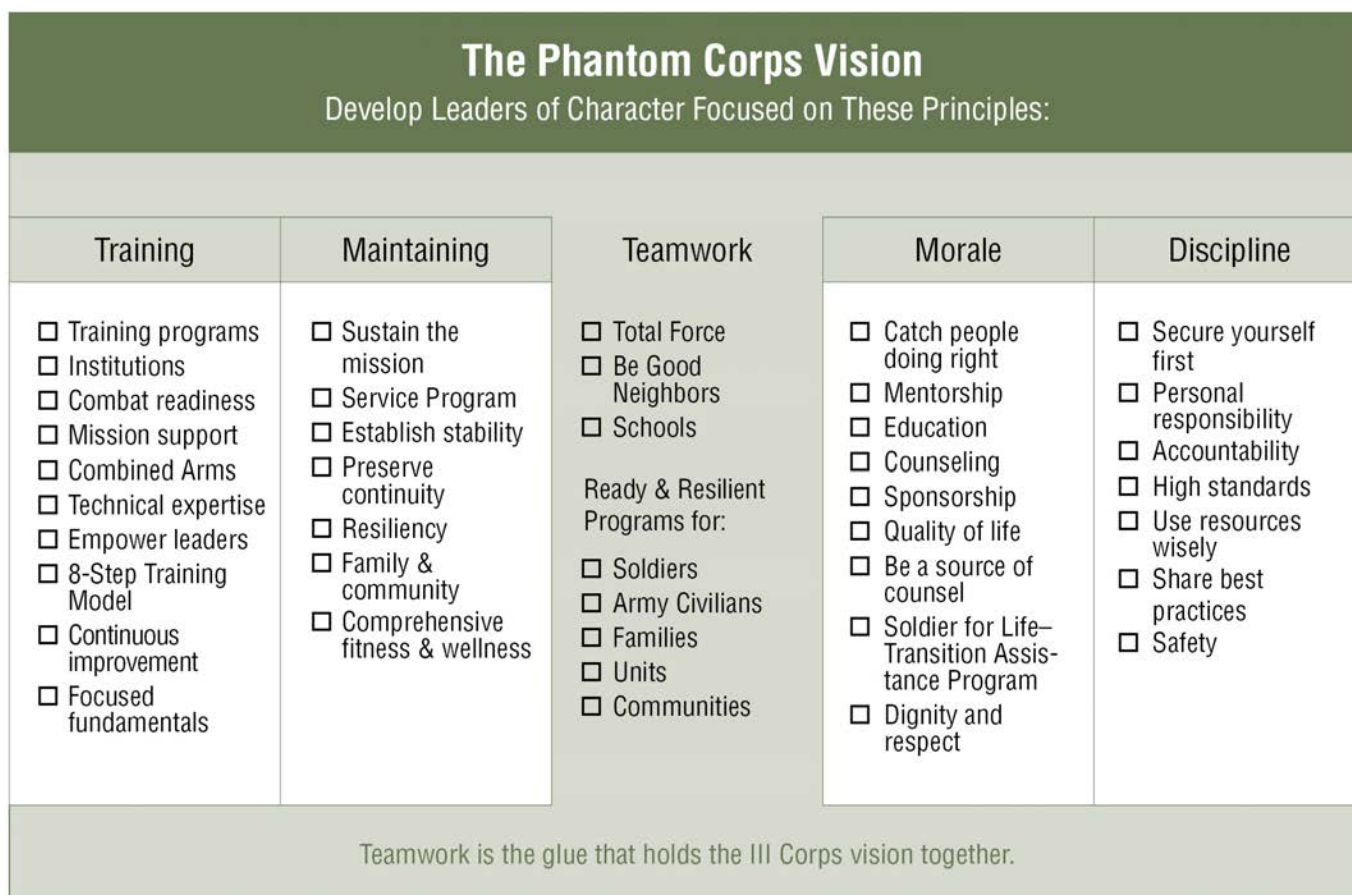 The Phantom Corps Vision
Develop Leaders of Character Focused on These Principles:
Training
Training programs
Institutions
Combat readiness
Mission support
Combined Arms
Technical expertise
Empower leaders
8-Step Training
Model
Continuous
improvement
Focused
fundamentals
Maintaining
Sustain the
mission
Service Program
Establish stability
Preserve
continuity
Resiliency
Family &
community
Comprehensive
fitness & wellness
Teamwork
Total Force
Be Good
Neighbors
Schools
Ready & Resilient
Programs for:
Soldiers
Army Civilians
Families
Units
Communities
Morale
Catch people
doing right
Mentorship
Education
Counseling
Sponsorship
Quality of life
Be a source of
counsel
Soldier for Life–
Transition Assis-
tance Program
Dignity and
respect
Discipline
Secure yourself
first
Personal
responsibility
Accountability
High standards
Use resources
wisely
Share best
practices
Safety
Teamwork is the glue that holds the III Corps vision together.